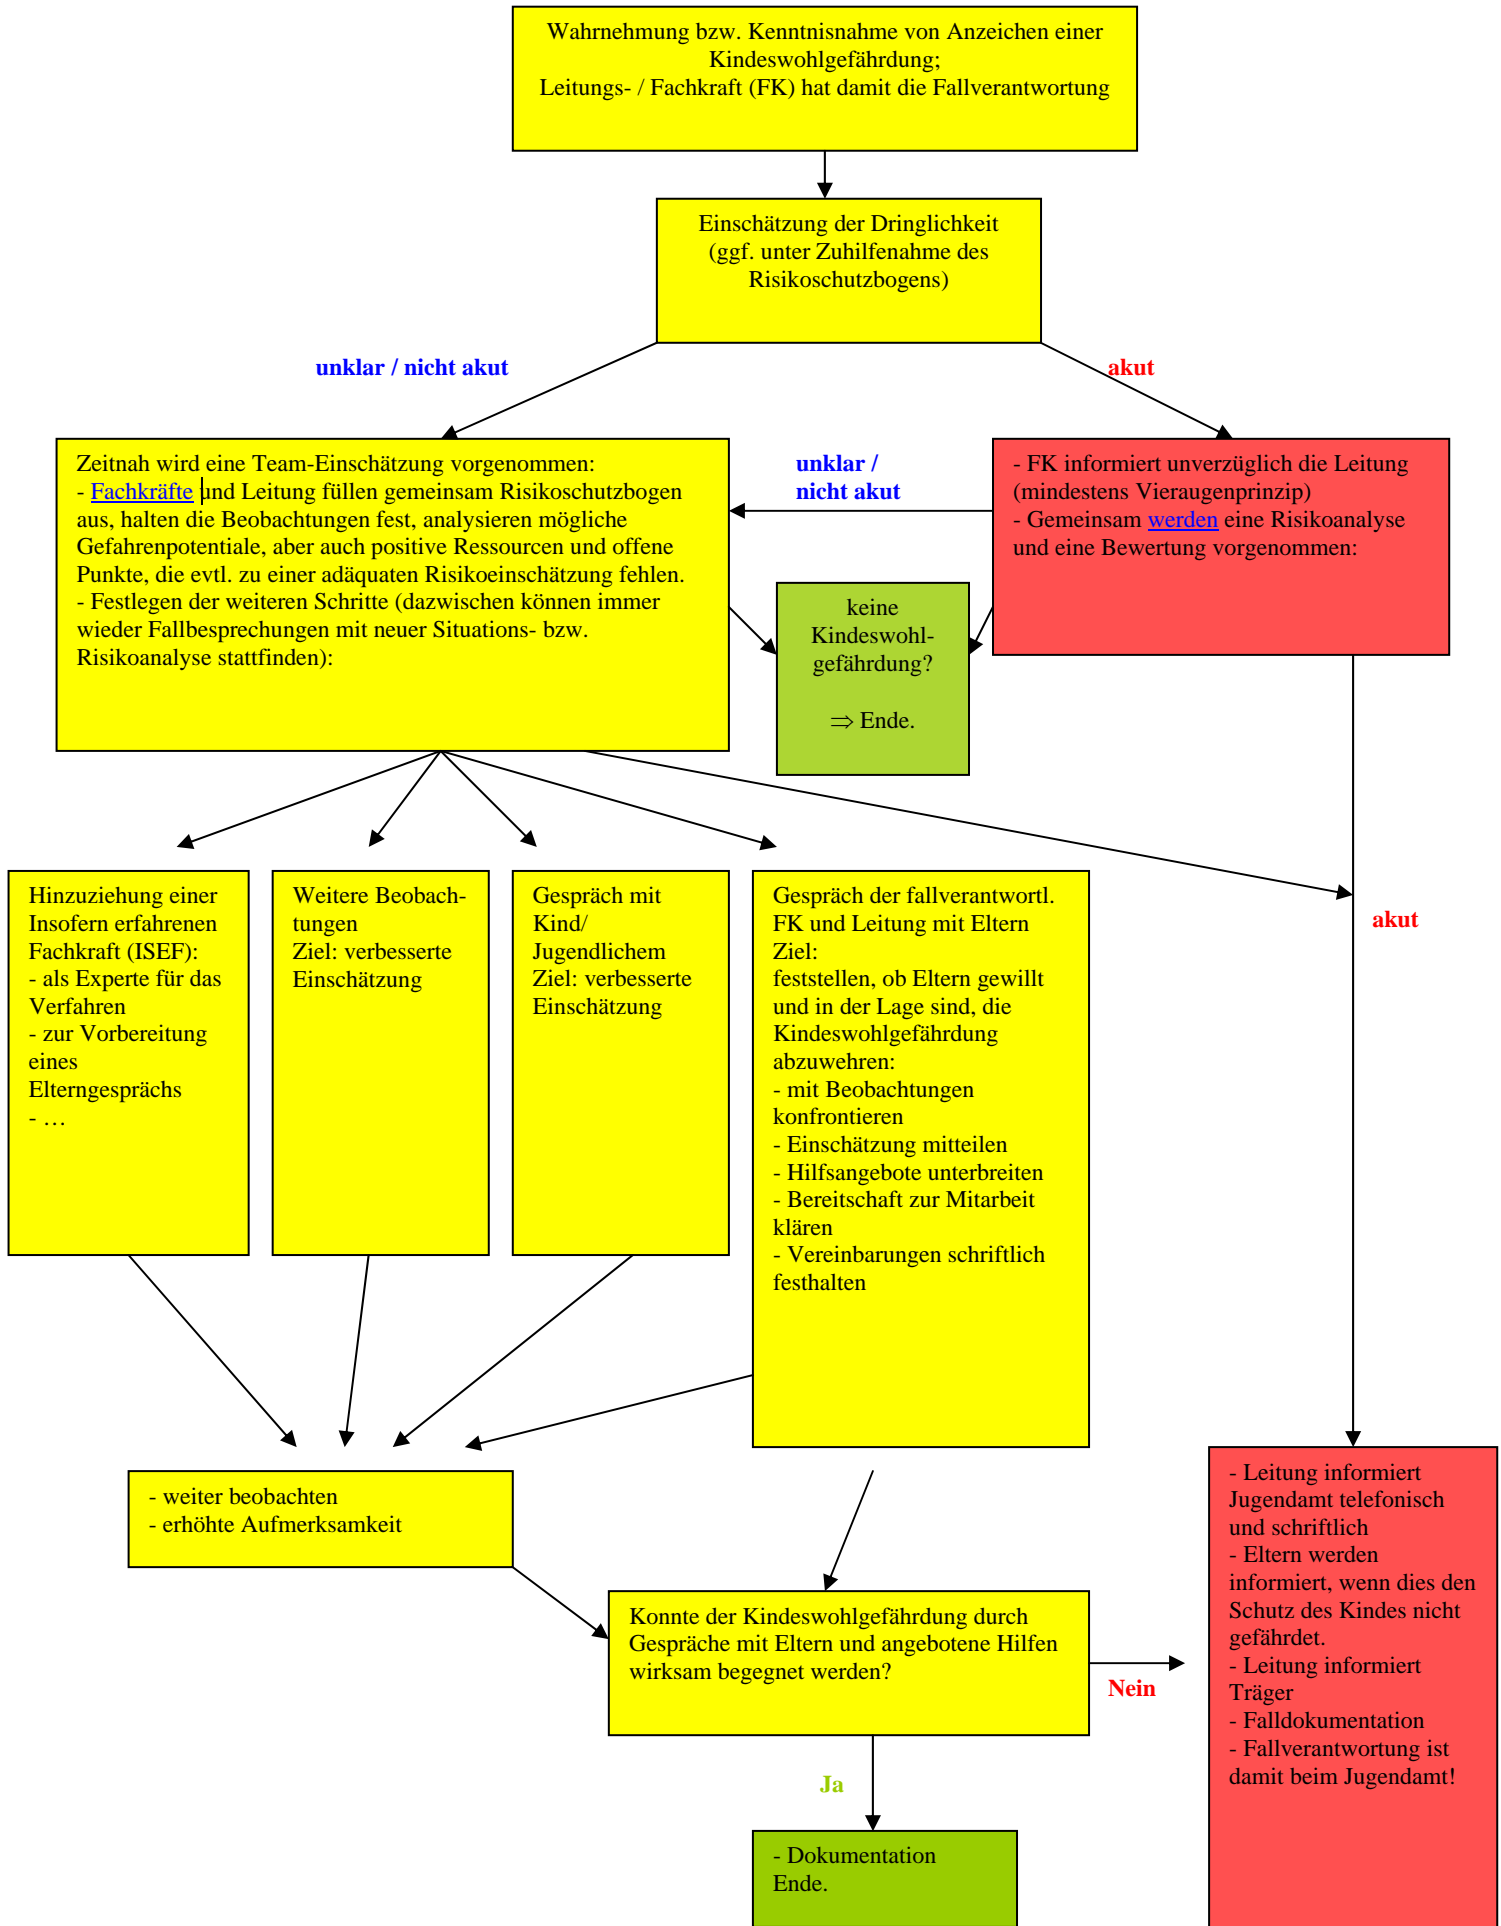 Wahrnehmung bzw. Kenntnisnahme von Anzeichen einer
Kindeswohlgefährdung;
Leitungs- / Fachkraft (FK) hat damit die Fallverantwortung
Einschätzung der Dringlichkeit
(ggf. unter Zuhilfenahme des
Risikoschutzbogens)
unklar / nicht akut
akut
Zeitnah wird eine Team-Einschätzung vorgenommen:
- Fachkräfte und Leitung füllen gemeinsam Risikoschutzbogen
aus, halten die Beobachtungen fest, analysieren mögliche
Gefahrenpotentiale, aber auch positive Ressourcen und offene
Punkte, die evtl. zu einer adäquaten Risikoeinschätzung fehlen.
- Festlegen der weiteren Schritte (dazwischen können immer
wieder Fallbesprechungen mit neuer Situations- bzw.
Risikoanalyse stattfinden):
unklar /
nicht akut
- FK informiert unverzüglich die Leitung
(mindestens Vieraugenprinzip)
- Gemeinsam werden eine Risikoanalyse
und eine Bewertung vorgenommen:
keine
Kindeswohl-
gefährdung?
⇒ Ende.
Hinzuziehung einer
Insofern erfahrenen
Fachkraft (ISEF):
- als Experte für das
Verfahren
- zur Vorbereitung
eines
Elterngesprächs
- …
Weitere Beobach-
tungen
Ziel: verbesserte
Einschätzung
Gespräch mit
Kind/
Jugendlichem
Ziel: verbesserte
Einschätzung
Gespräch der fallverantwortl.
FK und Leitung mit Eltern
Ziel:
feststellen, ob Eltern gewillt
und in der Lage sind, die
Kindeswohlgefährdung
abzuwehren:
- mit Beobachtungen
konfrontieren
- Einschätzung mitteilen
- Hilfsangebote unterbreiten
- Bereitschaft zur Mitarbeit
klären
- Vereinbarungen schriftlich
festhalten
akut
- weiter beobachten
- erhöhte Aufmerksamkeit
Konnte der Kindeswohlgefährdung durch
Gespräche mit Eltern und angebotene Hilfen
wirksam begegnet werden?
Nein
- Leitung informiert
Jugendamt telefonisch
und schriftlich
- Eltern werden
informiert, wenn dies den
Schutz des Kindes nicht
gefährdet.
- Leitung informiert
Träger
- Falldokumentation
- Fallverantwortung ist
damit beim Jugendamt!
Ja
- Dokumentation
Ende.